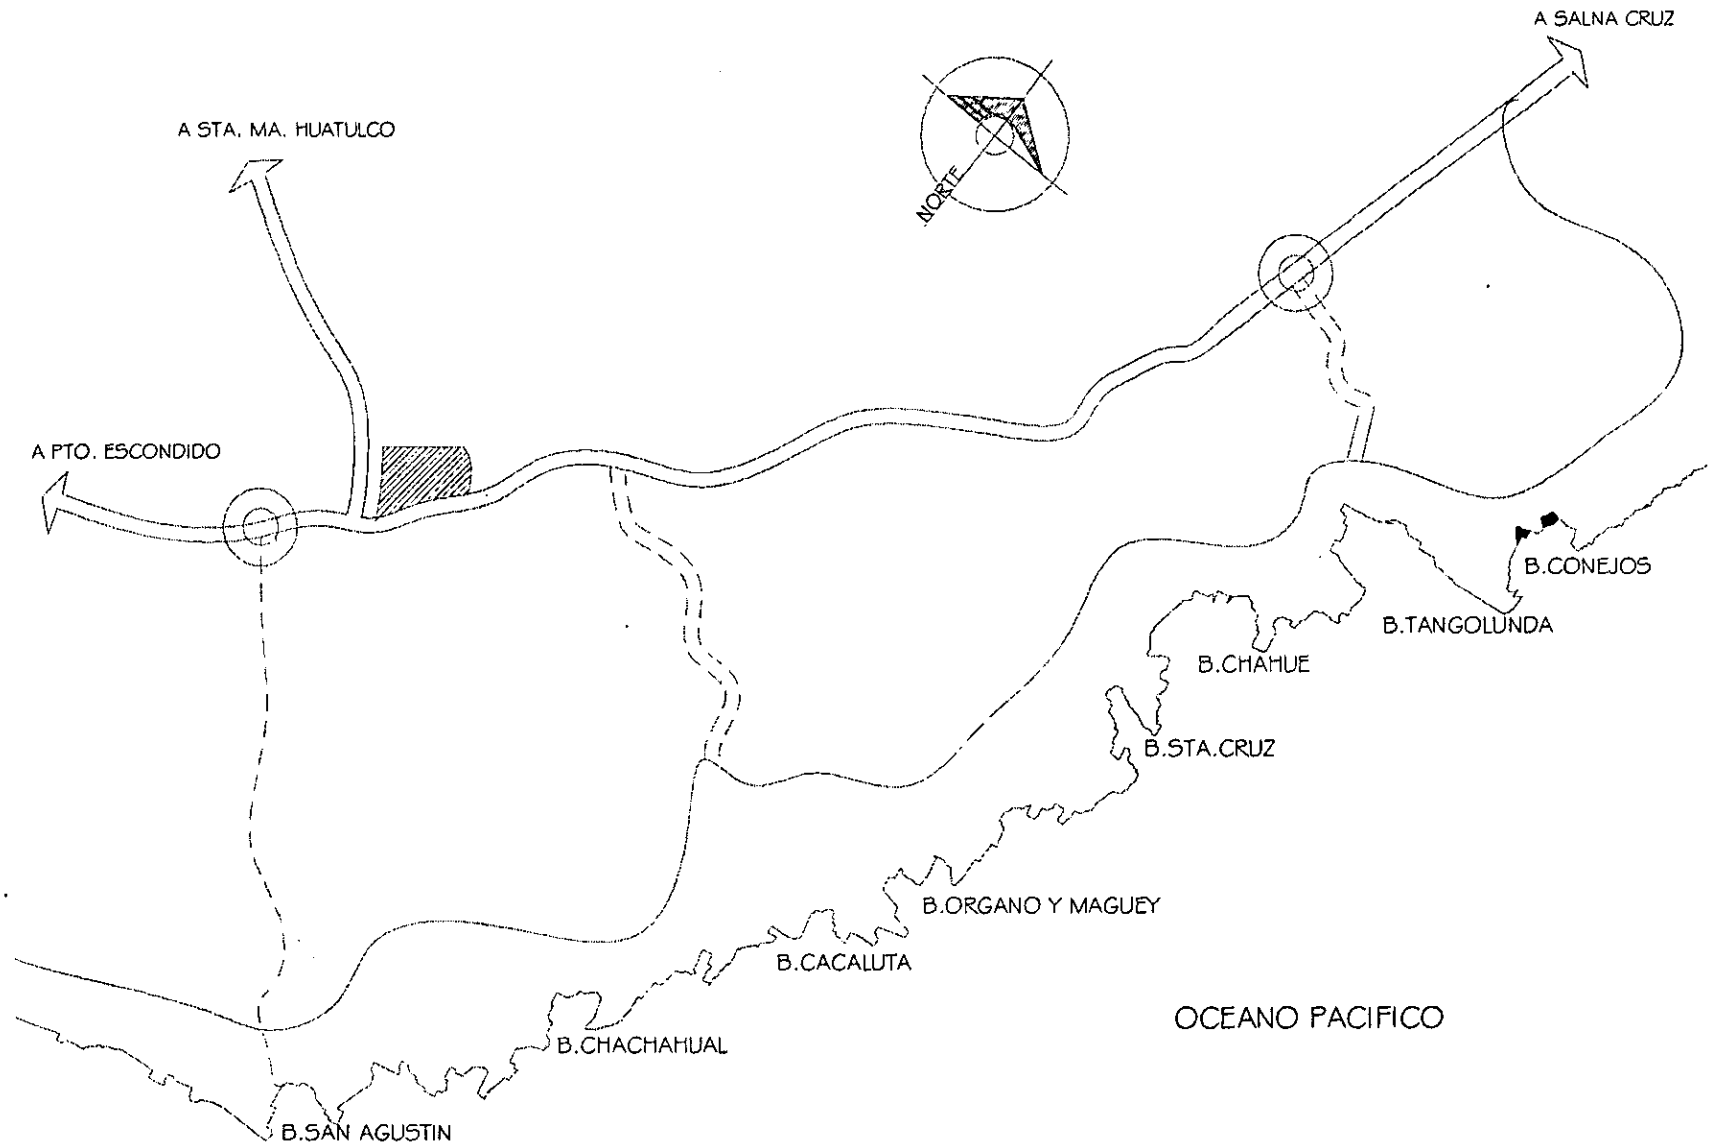 A SALNA CRUZ
A STA. MA. HUATULCO
NORTE
A PTO. ESCONDIDO
B.CONEJOS
B.TANGOLUNDA
B.CHAHUE
B.STA.CRUZ
B.ORGANO Y MAGUEY
B.CACALUTA
OCEANO PACIFICO
B.CHACHAHUAL
B.SAN AGUSTIN